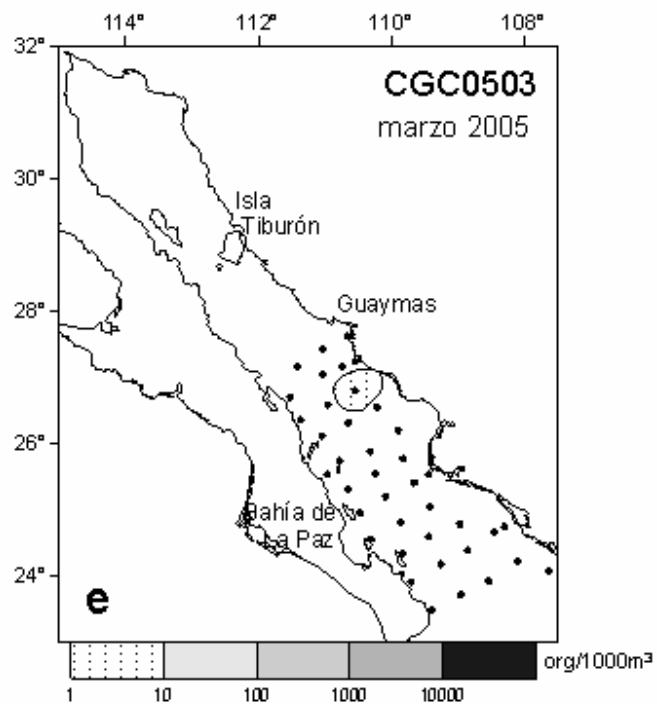 114° 112° 110° 108°
32°
CGC0503
marzo 2005
30°
Isla
Tiburón
28°
Guaymas
26°
Bahía de
La Paz
24°
e
org/1000m³
1 10 100 1000 10000